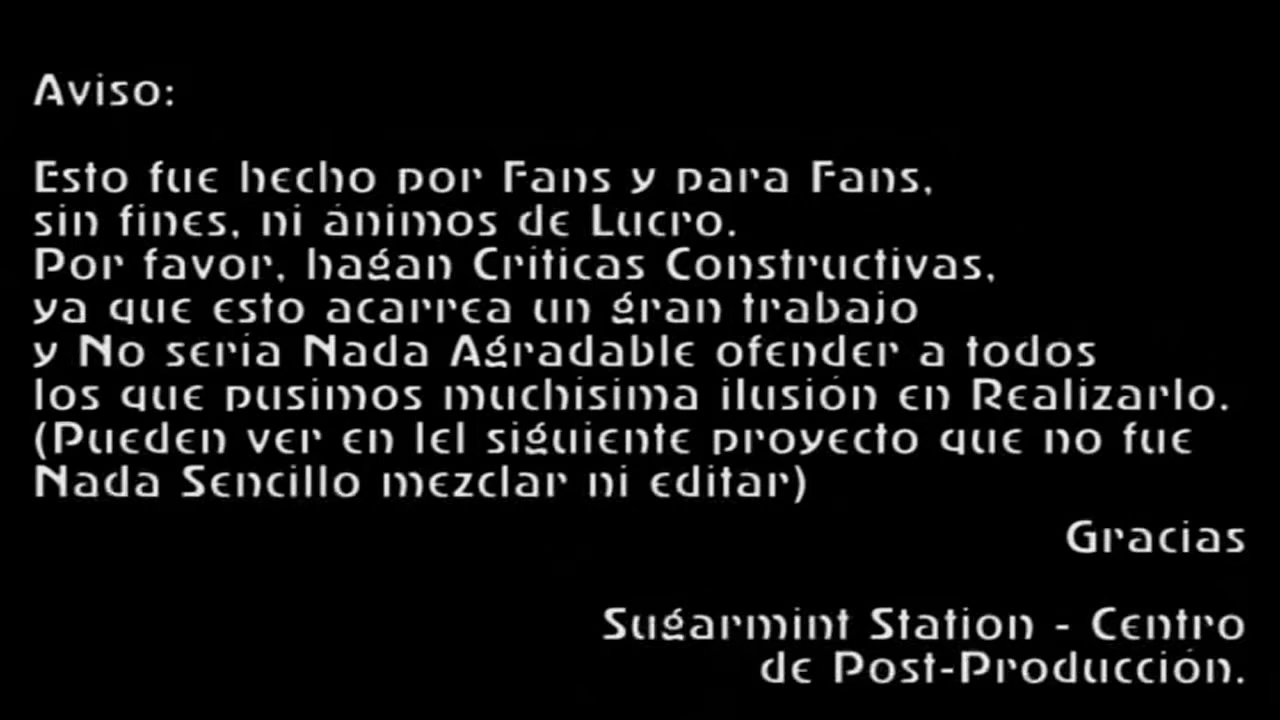 Aviso:
Esto fue hecho por Fans y para Fans,
sin fines, ni ánimos de Lucro.
Por favor, hagan Críticas Constructivas,
ya que esto acarrea un gran trabajo
y No sería Nada Agradable ofender a todos
los que pusimos muchísima ilusión en Realizarlo.
(Pueden ver en lel siguiente proyecto que no fue
Nada Sencillo mezclar ni editar)
Gracias
Sugarmint Station - Centro
de Post-Producción.